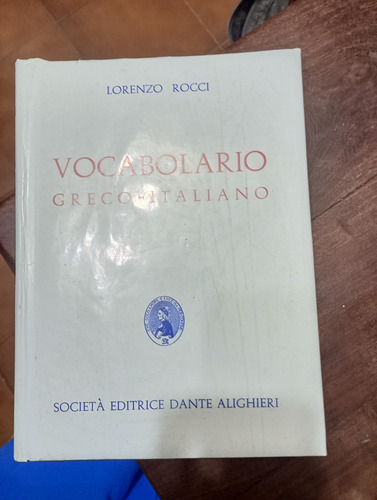 LORENZO ROCCI
VOCABOLARIO
GRECO-ITALIANO
SOCIETÀ EDITRICE DANTE ALIGHIERI